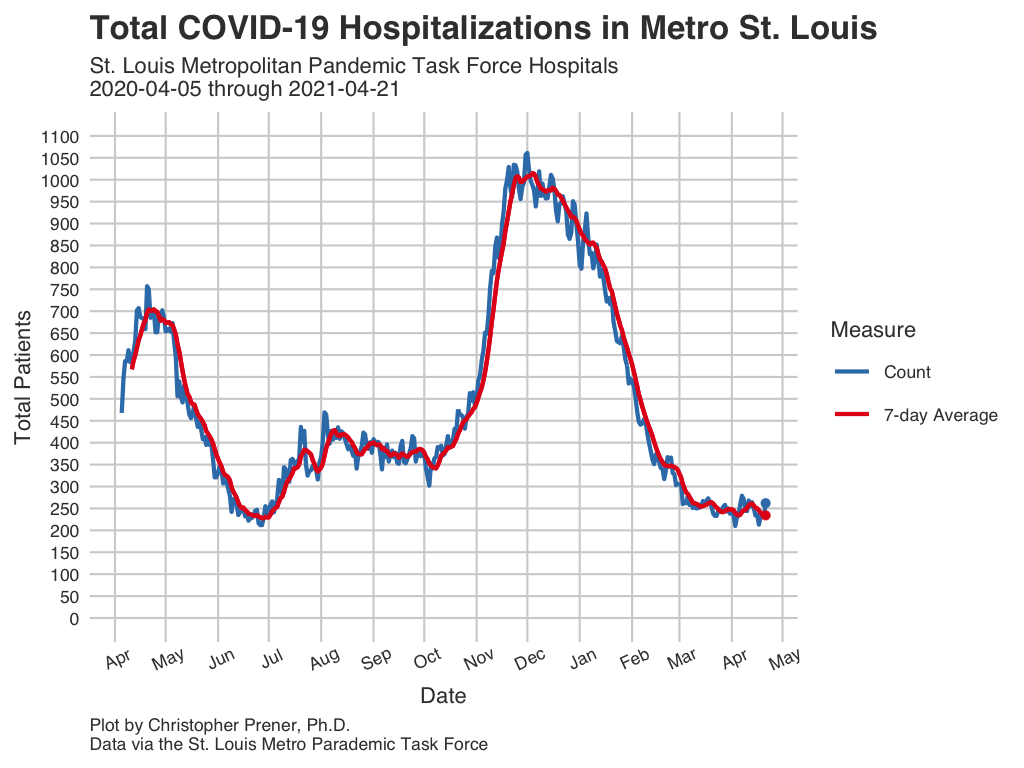 Total COVID-19 Hospitalizations in Metro St. Louis
St. Louis Metropolitan Pandemic Task Force Hospitals
2020-04-05 through 2021-04-21
Total Patients
1100
1050
1000
950
900
850
800
750
700
650
600
550
500
450
400
350
300
250
200
150
100
50
0
Apr May Jun Jul Aug Sep Oct Nov Dec Jan Feb Mar Apr May
Date
Measure
Count
7-day Average
Plot by Christopher Prener, Ph.D.
Data via the St. Louis Metro Parademic Task Force